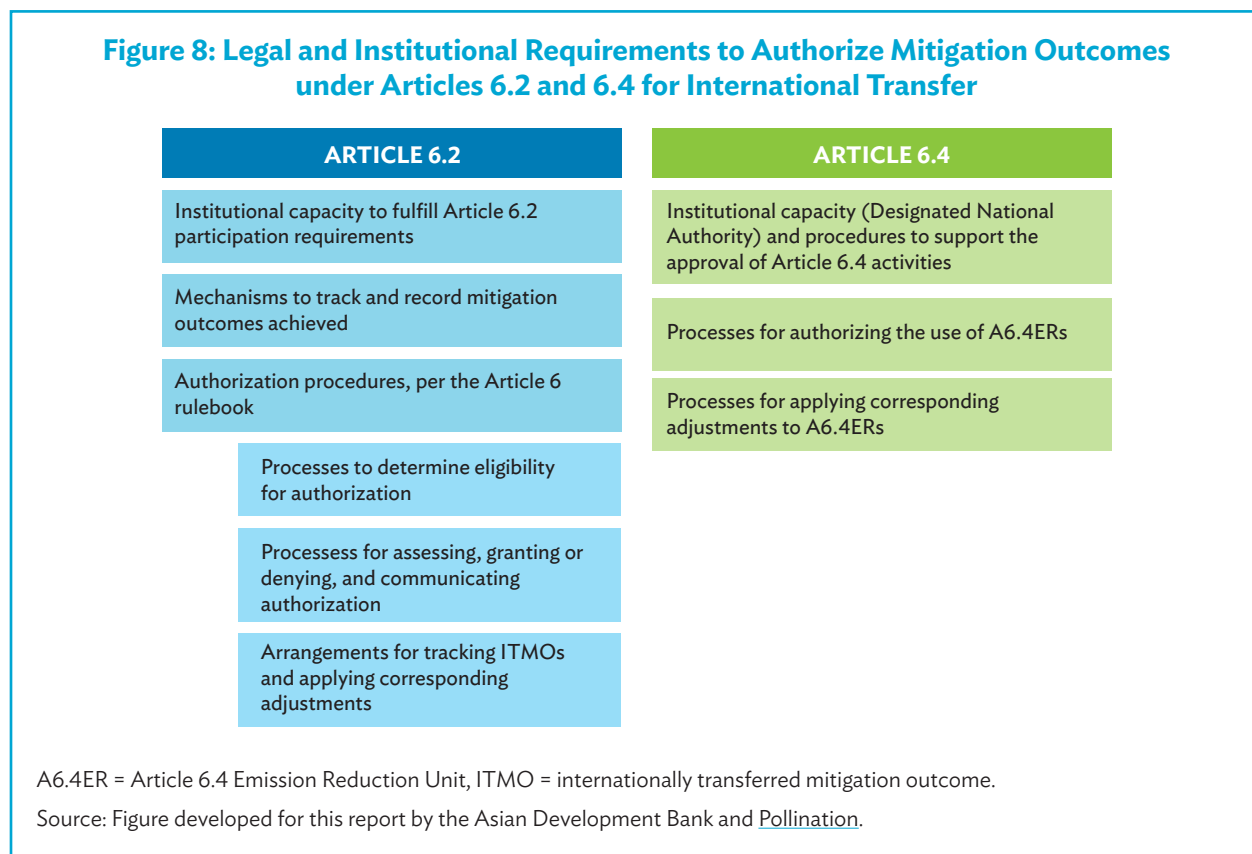 Figure 8: Legal and Institutional Requirements to Authorize Mitigation Outcomes
under Articles 6.2 and 6.4 for International Transfer
ARTICLE 6.2
Institutional capacity to fulfill Article 6.2
participation requirements
Mechanisms to track and record mitigation
outcomes achieved
Authorization procedures, per the Article 6
rulebook
Processes to determine eligibility
for authorization
Processess for assessing, granting or
denying, and communicating
authorization
Arrangements for tracking ITMOs
and applying corresponding
adjustments
ARTICLE 6.4
Institutional capacity (Designated National
Authority) and procedures to support the
approval of Article 6.4 activities
Processes for authorizing the use of A6.4ERs
Processes for applying corresponding
adjustments to A6.4ERs
A6.4ER = Article 6.4 Emission Reduction Unit, ITMO = internationally transferred mitigation outcome.
Source: Figure developed for this report by the Asian Development Bank and Pollination.